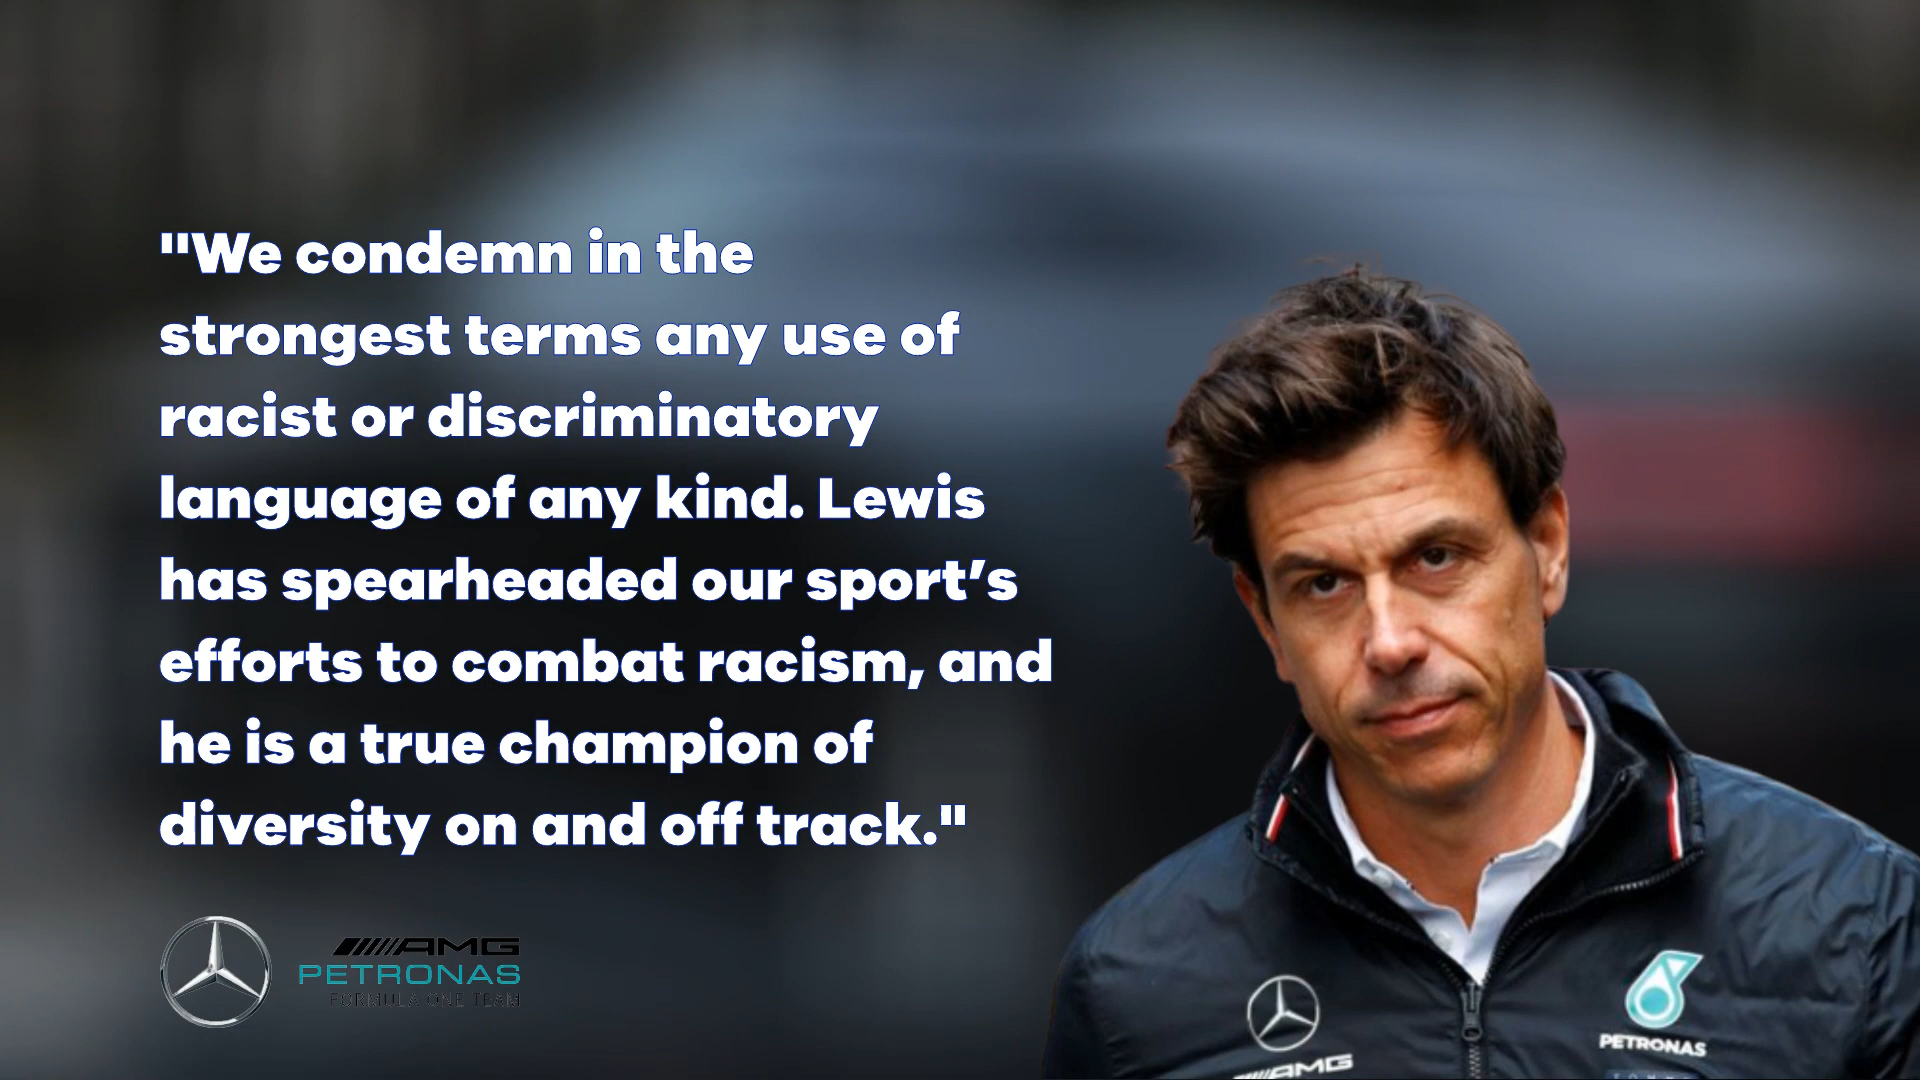 "We condemn in the
strongest terms any use of
racist or discriminatory
language of any kind. Lewis
has spearheaded our sport’s
efforts to combat racism, and
he is a true champion of
diversity on and off track."
AMG
PETRONAS
FORMULA ONE TEAM
AMG
PETRONAS